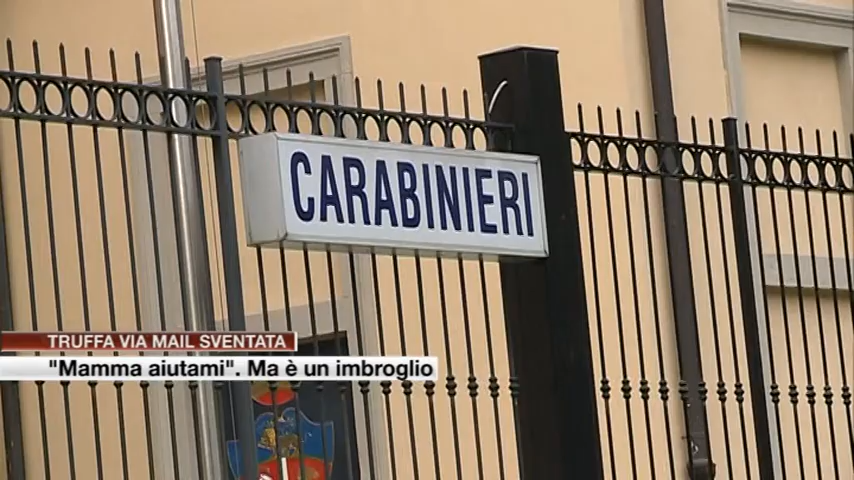 CARABINIERI
TRUFFA VIA MAIL SVENTATA
"Mamma aiutami". Ma è un imbroglio